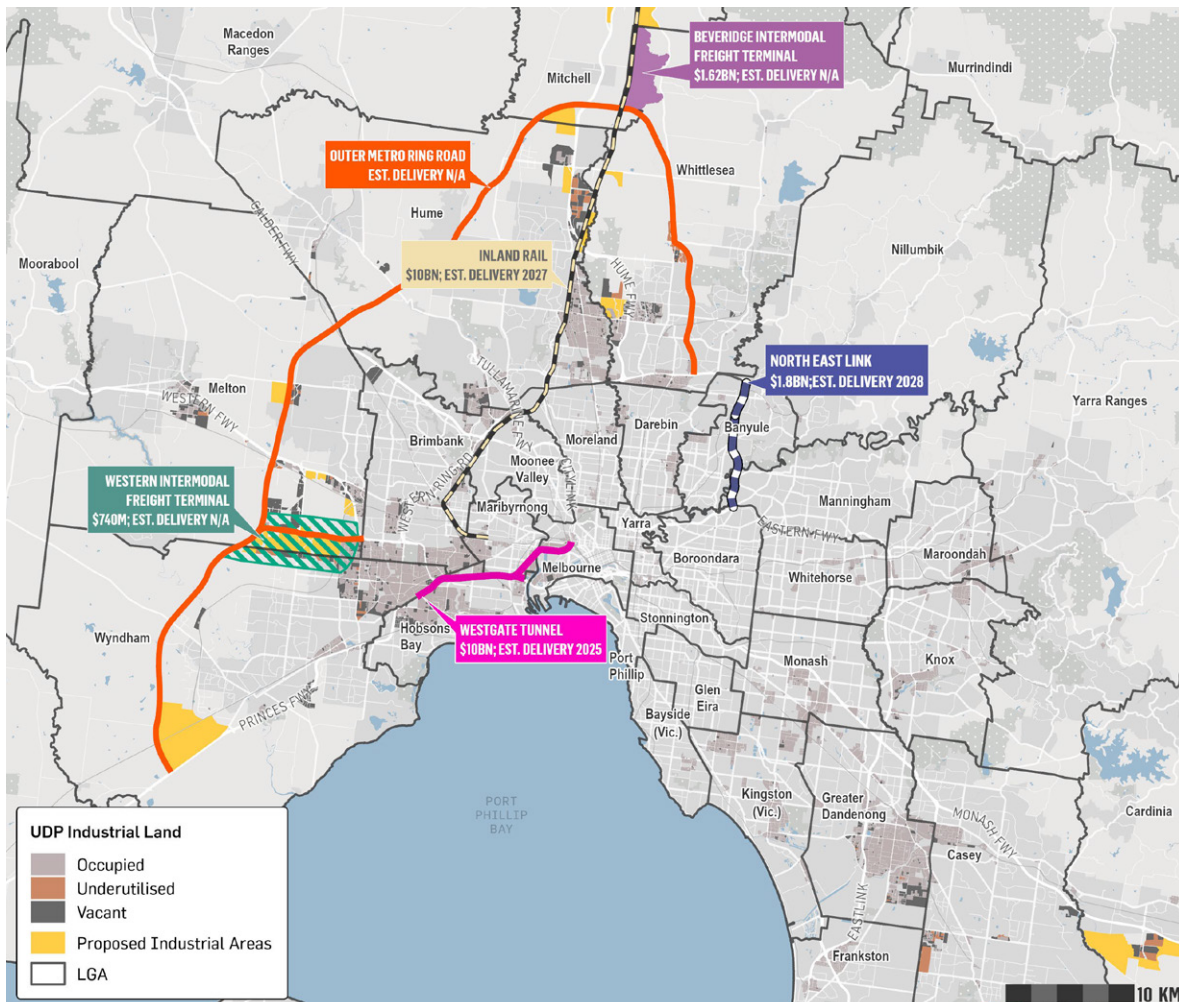 Macedon
Ranges
Mitchell
BEVERIDGE INTERMODAL
FREIGHT TERMINAL
$1.62BN; EST. DELIVERY N/A
Murrindindi
OUTER METRO RING ROAD
EST. DELIVERY N/A
Whittlesea
Hume
CALDER FWY
Moorabool
INLAND RAIL
$10BN; EST. DELIVERY 2027
HUME FWY
Nillumbik
TULLAMARINE FWY
NORTH EAST LINK
$1.8BN;EST. DELIVERY 2028
Melton
WESTERN FWY
Yarra Ranges
Brimbank
Moreland
Darebin
Banyule
Moonee
Valley
CITYLINK
WESTERN RING RD
WESTERN INTERMODAL
FREIGHT TERMINAL
$740M; EST. DELIVERY N/A
Maribyrnong
Manningham
Yarra
EASTERN FWY
Boroondara
Maroondah
Melbourne
Whitehorse
Wyndham
Hobsons
Bay
WESTGATE TUNNEL
$10BN; EST. DELIVERY 2025
Stonnington
Port
Phillip
Monash
Knox
Glen
Eira
PRINCES FWY
Bayside
(Vic.)
PORT
PHILLIP
BAY
Kingston
(Vic.)
Greater
Dandenong
MONASH FWY
Cardinia
Casey
EASTLINK
Frankston
UDP Industrial Land
Occupied
Underutilised
Vacant
Proposed Industrial Areas
LGA
10 KM